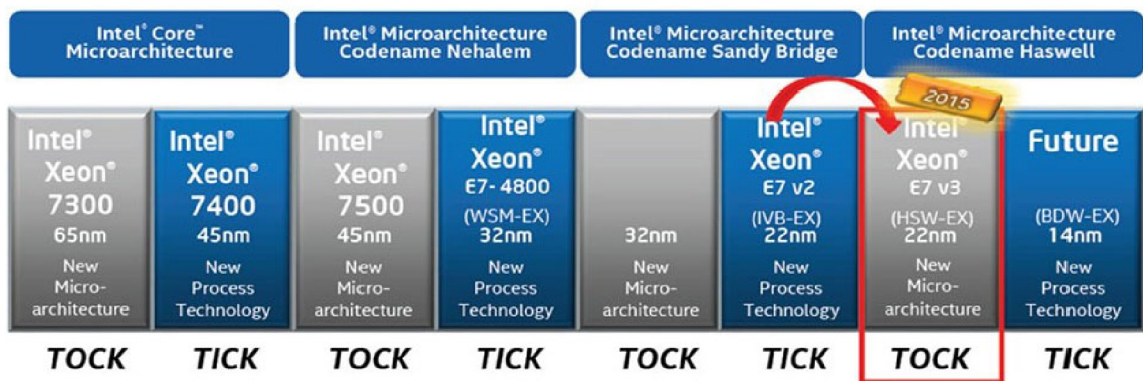 Intel® Core™
Microarchitecture
Intel® Microarchitecture
Codename Nehalem
Intel® Microarchitecture
Codename Sandy Bridge
Intel® Microarchitecture
Codename Haswell
2015
Intel®
Xeon®
7300
65nm
New
Micro-
architecture
TOCK
Intel®
Xeon®
7400
45nm
New
Process
Technology
TICK
Intel®
Xeon®
7500
45nm
New
Micro-
architecture
TOCK
Intel®
Xeon®
E7- 4800
(WSM-EX)
32nm
New
Process
Technology
TICK
32nm
New
Micro-
architecture
TOCK
Intel®
Xeon®
E7 v2
(IVB-EX)
22nm
New
Process
Technology
TICK
Intel®
Xeon®
E7 v3
(HSW-EX)
22nm
New
Micro-
architecture
TOCK
Future
(BDW-EX)
14nm
New
Process
Technology
TICK